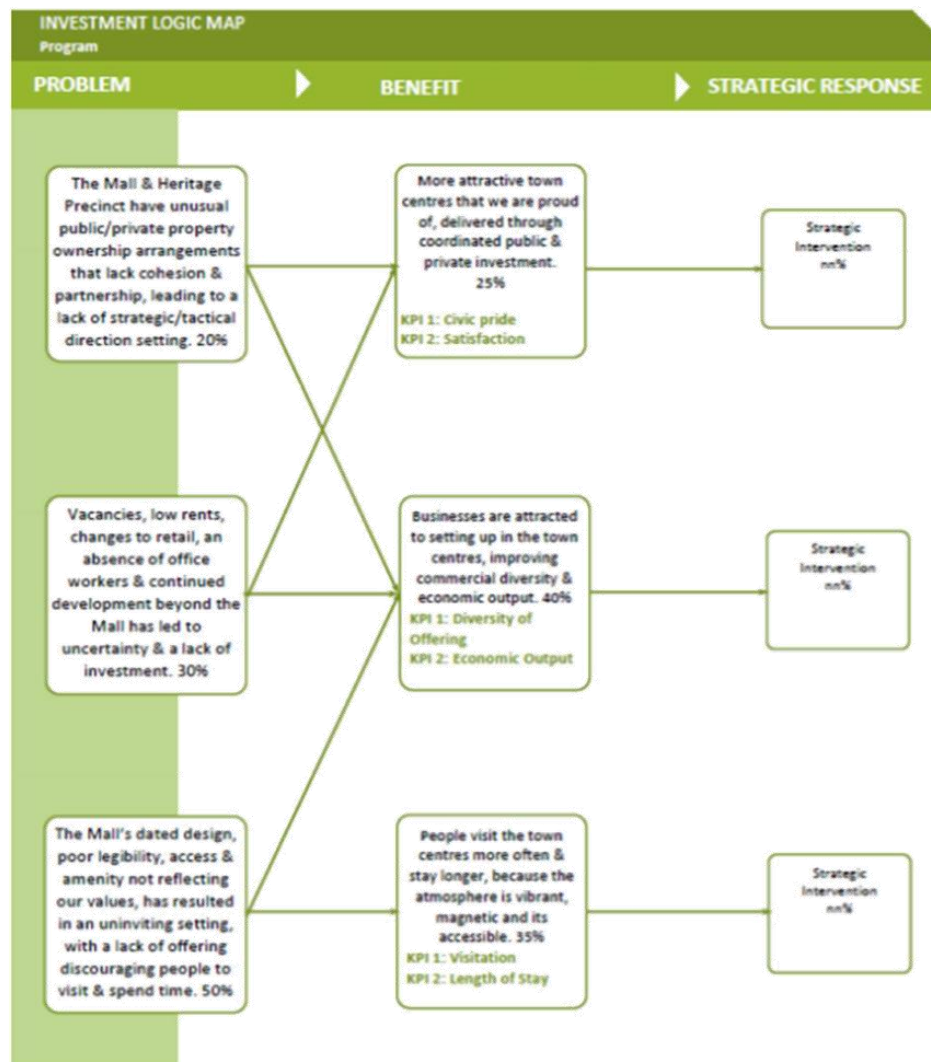 INVESTMENT LOGIC MAP
Program
PROBLEM
BENEFIT
STRATEGIC RESPONSE
The Mall & Heritage
Precinct have unusual
public/private property
ownership arrangements
that lack cohesion &
partnership, leading to a
lack of strategic/tactical
direction setting. 20%
More attractive town
centres that we are proud
of, delivered through
coordinated public &
private investment.
25%
KPI 1: Civic pride
KPI 2: Satisfaction
Strategic
Intervention
nn%
Vacancies, low rents,
changes to retail, an
absence of office
workers & continued
development beyond the
Mall has led to
uncertainty & a lack of
investment. 30%
Businesses are attracted
to setting up in the town
centres, improving
commercial diversity &
economic output. 40%
KPI 1: Diversity of
Offering
KPI 2: Economic Output
Strategic
Intervention
nn%
The Mall's dated design,
poor legibility, access &
amenity not reflecting
our values, has resulted
in an uninviting setting,
with a lack of offering
discouraging people to
visit & spend time. 50%
People visit the town
centres more often &
stay longer, because the
atmosphere is vibrant,
magnetic and its
accessible. 35%
KPI 1: Visitation
KPI 2: Length of Stay
Strategic
Intervention
nn%